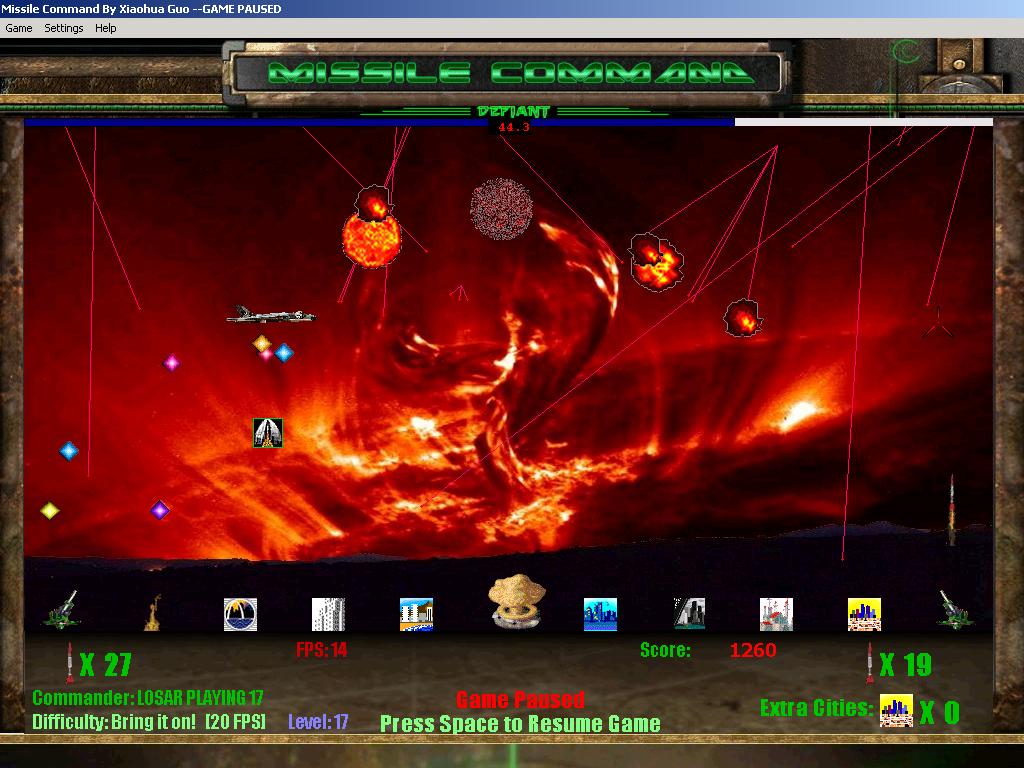 Missile Command By Xiaohua Guo --GAME PAUSED
Game Settings Help
MISSILE COMMAND
DEFIANT
44.3
FPS: 14
Score: 1260
X 27
X 19
Commander: LOSAR PLAYING 17
Game Paused
Extra Cities: X 0
Difficulty: Bring it on! [20 FPS] Level: 17
Press Space to Resume Game